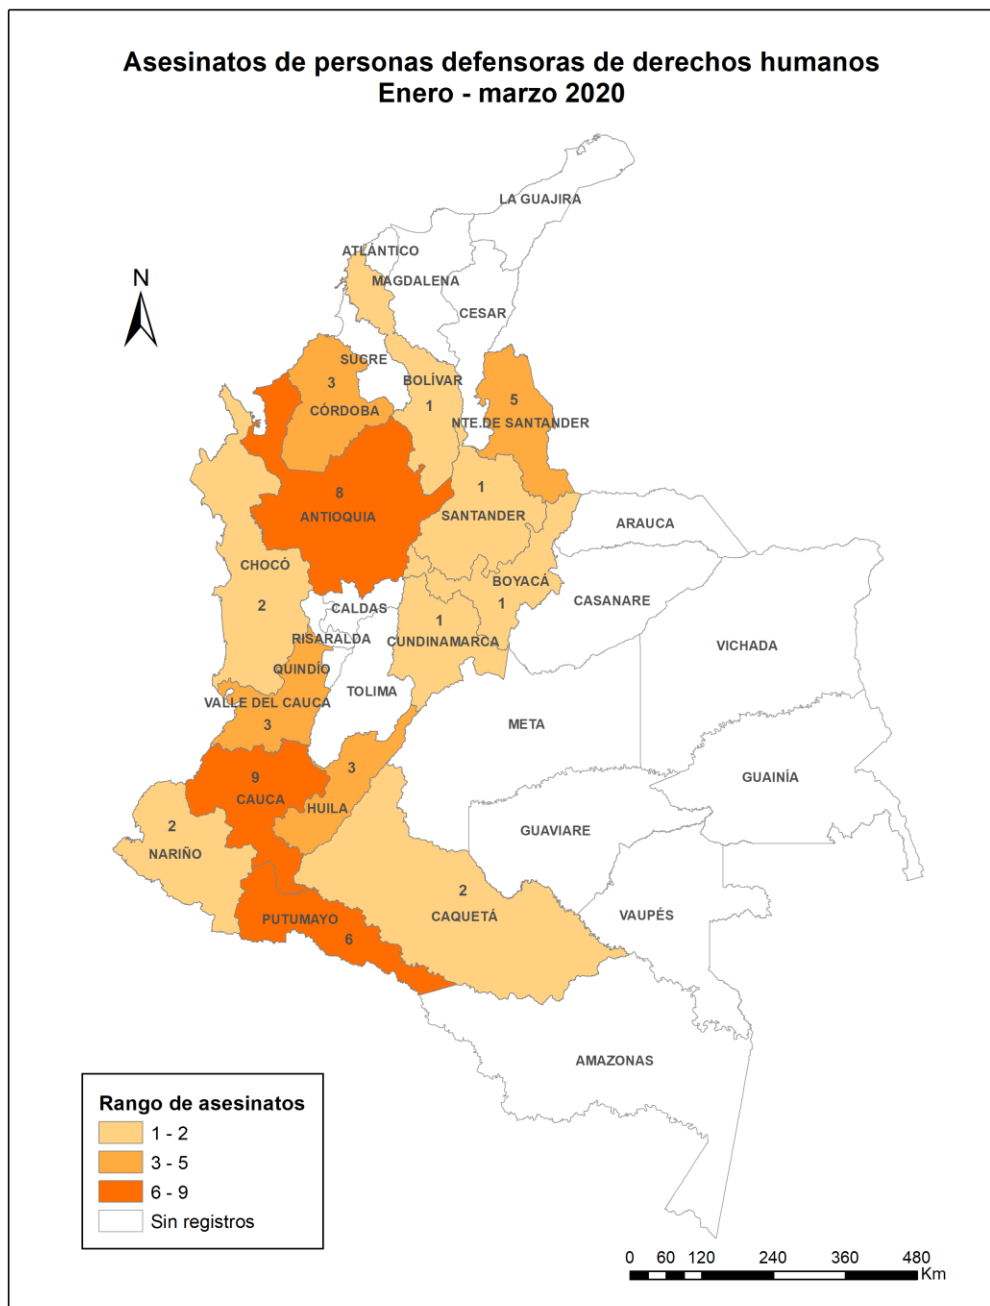 Asesinatos de personas defensoras de derechos humanos
Enero - marzo 2020
LA GUAJIRA
ATLÁNTICO
MAGDALENA
N
CESAR
SUCRE
BOLÍVAR
3
1
CÓRDOBA
5
NTE.DE SANTANDER
8
ANTIOQUIA
1
SANTANDER
ARAUCA
CHOCÓ
2
BOYACÁ
1
CASANARE
CALDAS
RISARALDA
1
CUNDINAMARCA
VICHADA
QUINDÍO
TOLIMA
VALLE DEL CAUCA
3
META
9
CAUCA
3
HUILA
GUAINÍA
2
NARIÑO
GUAVIARE
2
CAQUETÁ
VAUPÉS
PUTUMAYO
6
AMAZONAS
Rango de asesinatos
1 - 2
3 - 5
6 - 9
Sin registros
0 60 120 240 360 480
Km